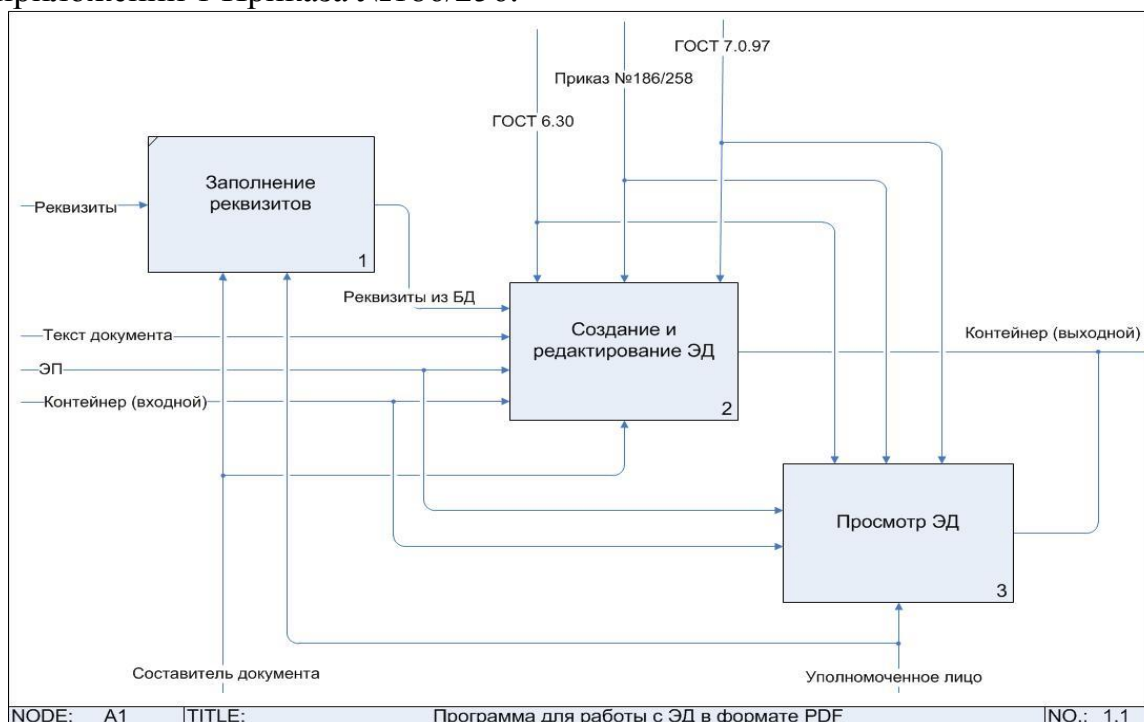 приложении 1 Приказа №186/258.
ГОСТ 7.0.97
Приказ №186/258
ГОСТ 6.30
Заполнение
реквизитов
1
Реквизиты
Реквизиты из БД
Текст документа
ЭП
Контейнер (входной)
Создание и
редактирование ЭД
2
Контейнер (выходной)
Просмотр ЭД
3
Составитель документа
Уполномоченное лицо
NODE: A1 TITLE: Программа для работы с ЭД в формате PDF NO.: 1.1